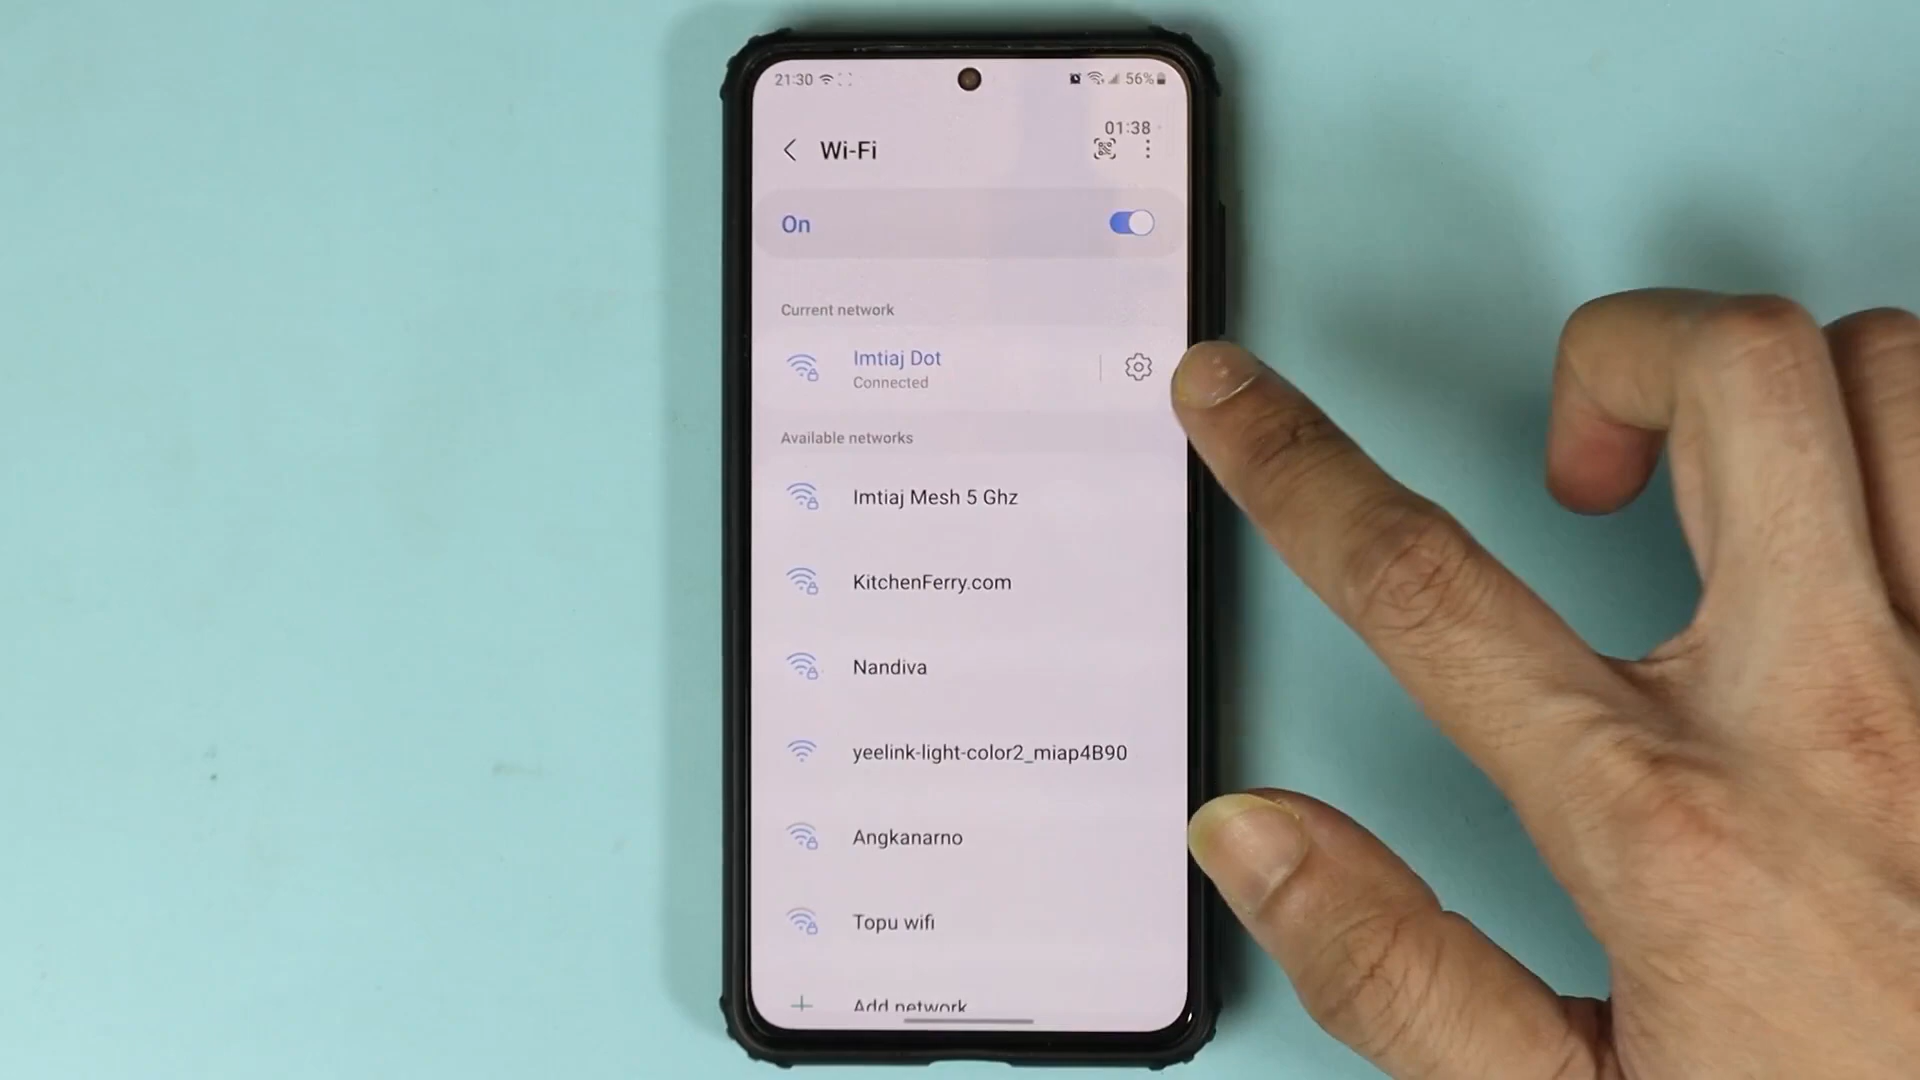 21:30
56%
01:38
Wi-Fi
On
Current network
Imtiaj Dot
Connected
Available networks
Imtiaj Mesh 5 Ghz
KitchenFerry.com
Nandiva
yeelink-light-color2_miap4B90
Angkanarno
Topu wifi
Add network